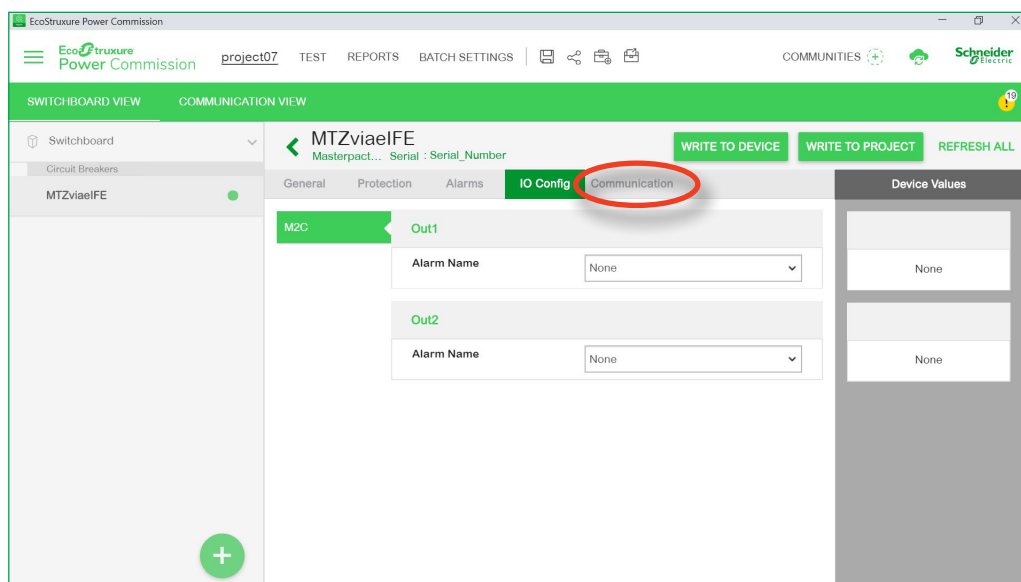 EcoStruxure Power Commission
EcoStruxure
Power Commission
project07 TEST REPORTS BATCH SETTINGS COMMUNITIES
Schneider
Electric
SWITCHBOARD VIEW COMMUNICATION VIEW 19
Switchboard
Circuit Breakers
MTZviaeIFE
MTZviaeIFE
Masterpact... Serial : Serial_Number
WRITE TO DEVICE WRITE TO PROJECT REFRESH ALL
General Protection Alarms IO Config Communication Device Values
M2C
Out1
Alarm Name None None
Out2
Alarm Name None None